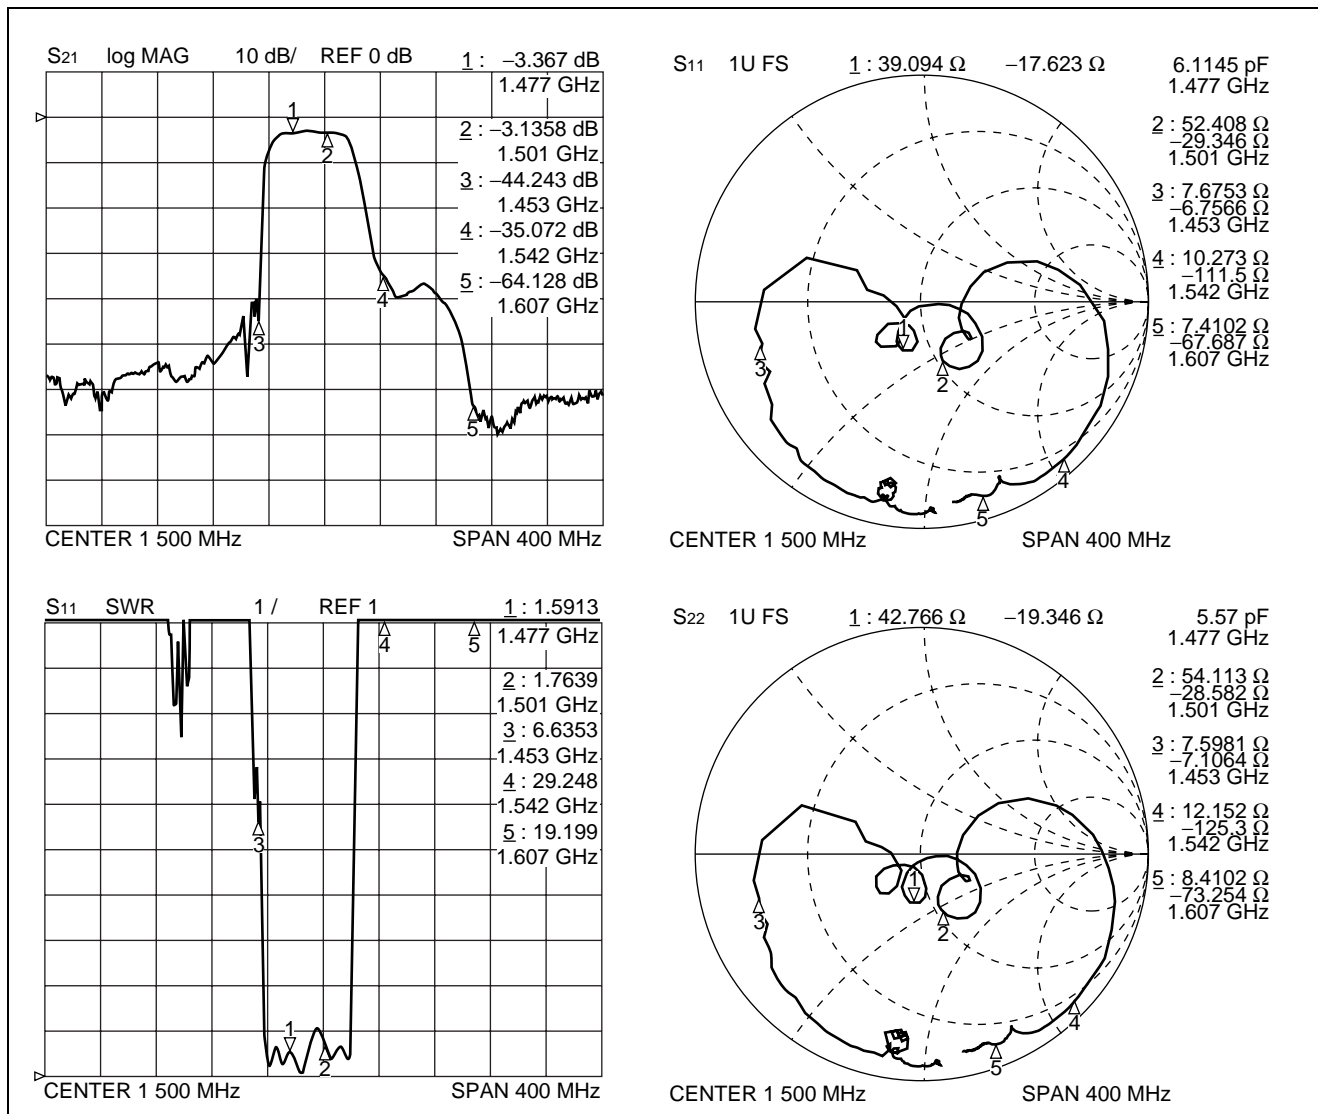 S21 log MAG 10 dB/ REF 0 dB 1 : –3.367 dB
1.477 GHz
2 : –3.1358 dB
1.501 GHz
3 : –44.243 dB
1.453 GHz
4 : –35.072 dB
1.542 GHz
5 : –64.128 dB
1.607 GHz
1
2
3
4
5
CENTER 1 500 MHz SPAN 400 MHz
S11 1U FS 1 : 39.094 Ω –17.623 Ω 6.1145 pF
1.477 GHz
2 : 52.408 Ω
–29.346 Ω
1.501 GHz
3 : 7.6753 Ω
–6.7566 Ω
1.453 GHz
4 : 10.273 Ω
–111.5 Ω
1.542 GHz
5 : 7.4102 Ω
–67.687 Ω
1.607 GHz
1
2
3
4
5
CENTER 1 500 MHz SPAN 400 MHz
S11 SWR 1 / REF 1 1 : 1.5913
1.477 GHz
2 : 1.7639
1.501 GHz
3 : 6.6353
1.453 GHz
4 : 29.248
1.542 GHz
5 : 19.199
1.607 GHz
4
5
3
1
2
CENTER 1 500 MHz SPAN 400 MHz
S22 1U FS 1 : 42.766 Ω –19.346 Ω 5.57 pF
1.477 GHz
2 : 54.113 Ω
–28.582 Ω
1.501 GHz
3 : 7.5981 Ω
–7.1064 Ω
1.453 GHz
4 : 12.152 Ω
–125.3 Ω
1.542 GHz
5 : 8.4102 Ω
–73.254 Ω
1.607 GHz
1
2
3
4
5
CENTER 1 500 MHz SPAN 400 MHz